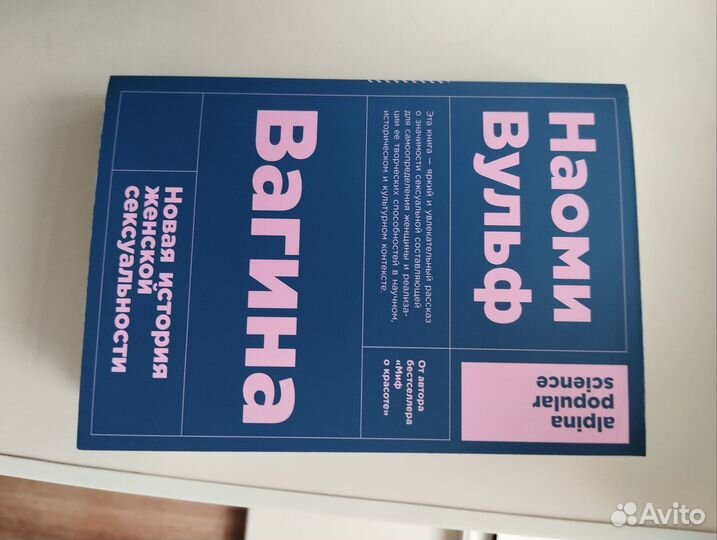 Наоми
Вульф
alpina
popular
science
Эта книга — яркий и увлекательный рассказ
о значимости сексуальной составляющей
для самоопределения женщины и реализа-
ции ее творческих способностей в научном,
историческом и культурном контексте.
От автора
бестселлера
«Миф
о красоте»
Вагина
Новая история
женской
сексуальности
Avito